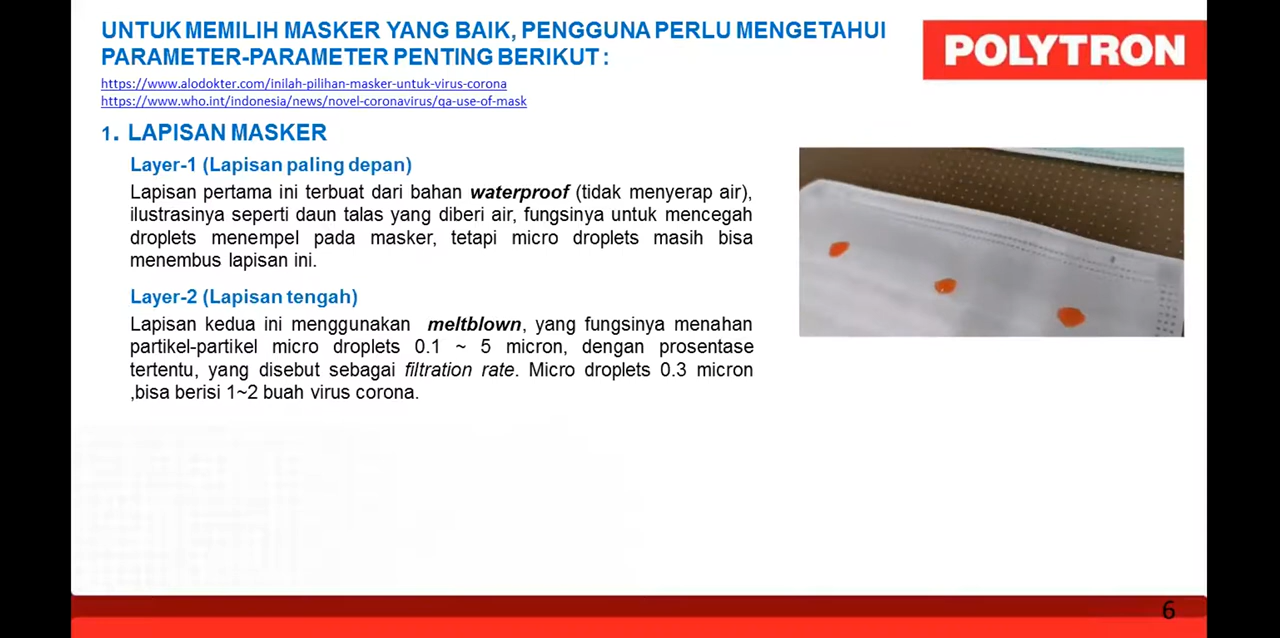 UNTUK MEMILIH MASKER YANG BAIK, PENGGUNA PERLU MENGETAHUI
PARAMETER-PARAMETER PENTING BERIKUT :
POLYTRON
https://www.alodokter.com/inilah-pilihan-masker-untuk-virus-corona
https://www.who.int/indonesia/news/novel-coronavirus/qa-use-of-mask
1. LAPISAN MASKER
Layer-1 (Lapisan paling depan)
Lapisan pertama ini terbuat dari bahan waterproof (tidak menyerap air),
ilustrasinya seperti daun talas yang diberi air, fungsinya untuk mencegah
droplets menempel pada masker, tetapi micro droplets masih bisa
menembus lapisan ini.
Layer-2 (Lapisan tengah)
Lapisan kedua ini menggunakan meltblown, yang fungsinya menahan
partikel-partikel micro droplets 0.1 ~ 5 micron, dengan prosentase
tertentu, yang disebut sebagai filtration rate. Micro droplets 0.3 micron
,bisa berisi 1~2 buah virus corona.
6